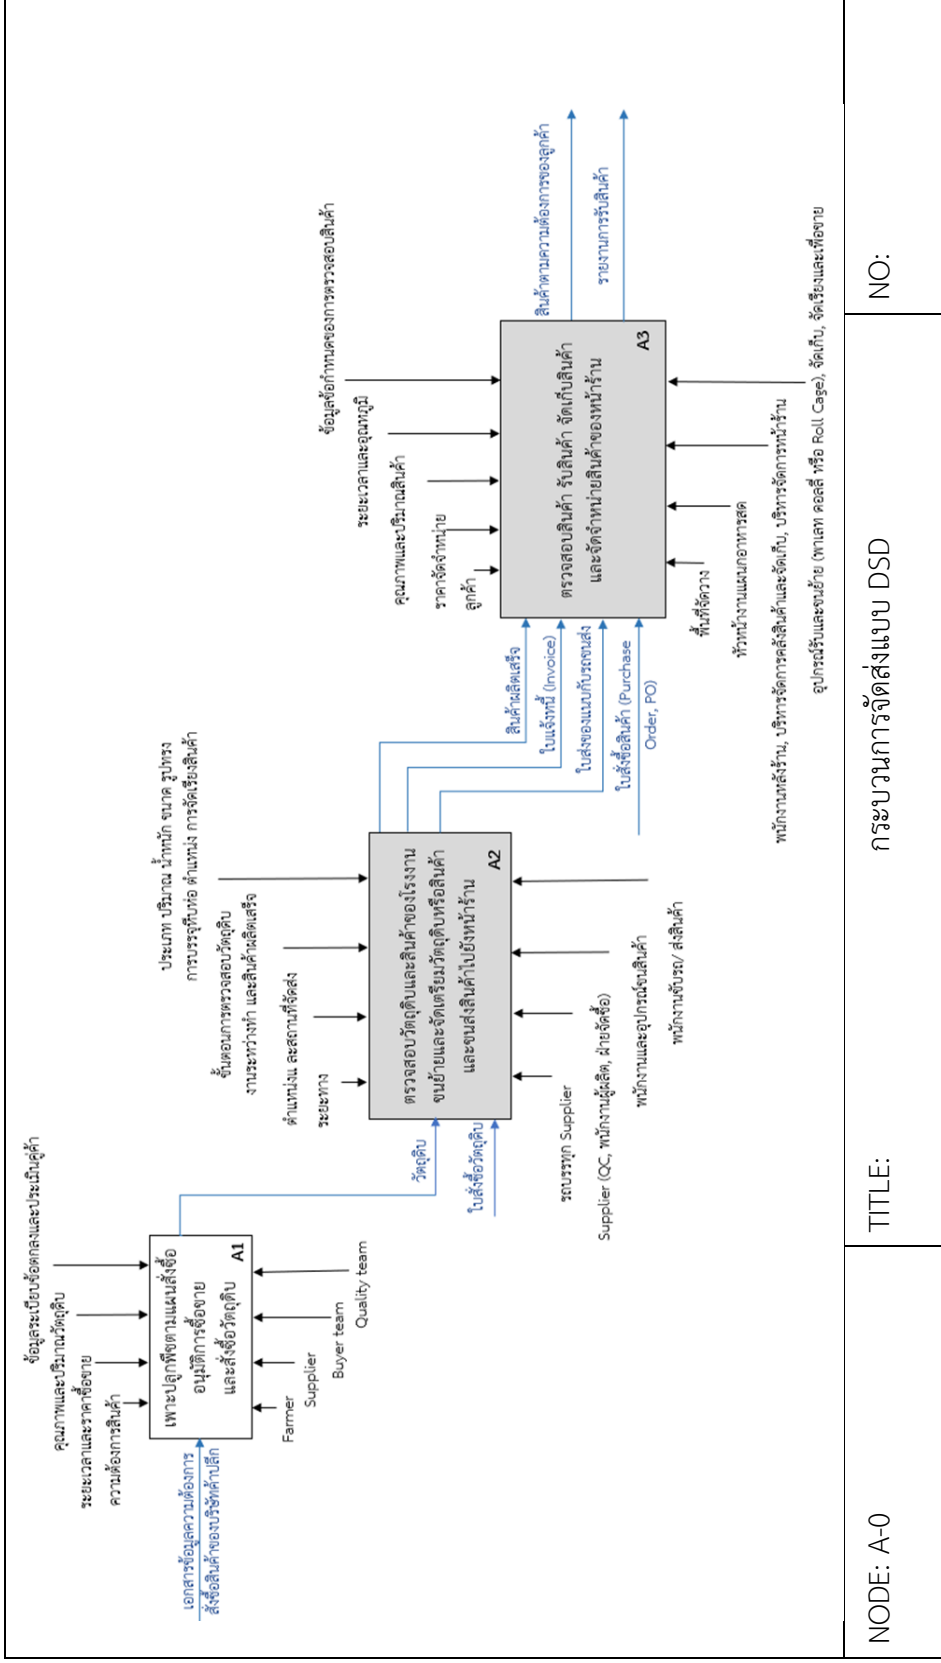 ข้อมูลระเบียบข้อตกลงและประเมินคู่ค้า
คุณภาพและปริมาณวัตถุดิบ
ระยะเวลาและราคาซื้อขาย
ความต้องการสินค้า
เอกสารข้อมูลความต้องการ
สั่งซื้อสินค้าของบริษัทค้าปลีก
เพาะปลูกพืชตามแผนสั่งซื้อ
อนุมัติการซื้อขาย
และสั่งซื้อวัตถุดิบ
A1
Farmer
Supplier
Buyer team
Quality team
ประเภท ปริมาณ น้ำหนัก ขนาด รูปทรง
การบรรจุหีบห่อ ตำแหน่ง การจัดเรียงสินค้า
ขั้นตอนการตรวจสอบวัตถุดิบ
งานระหว่างทำ และสินค้าผลิตเสร็จ
ตำแหน่งแ ละสถานที่จัดส่ง
ระยะทาง
วัตถุดิบ
ใบสั่งซื้อวัตถุดิบ
ตรวจสอบวัตถุดิบและสินค้าของโรงงาน
ขนย้ายและจัดเตรียมวัตถุดิบหรือสินค้า
และขนส่งสินค้าไปยังหน้าร้าน
A2
รถบรรทุก Supplier
Supplier (QC, พนักงานผู้ผลิต, ฝ่ายจัดซื้อ)
พนักงานและอุปกรณ์ขนสินค้า
พนักงานขับรถ/ ส่งสินค้า
ข้อมูลข้อกำหนดของการตรวจสอบสินค้า
ระยะเวลาและอุณหภูมิ
คุณภาพและปริมาณสินค้า
ราคาจัดจำหน่าย
ลูกค้า
สินค้าผลิตเสร็จ
ใบแจ้งหนี้ (Invoice)
ใบส่งของแนบกับรถขนส่ง
ใบสั่งซื้อสินค้า (Purchase
Order, PO)
ตรวจสอบสินค้า รับสินค้า จัดเก็บสินค้า
และจัดจำหน่ายสินค้าของหน้าร้าน
A3
สินค้าตามความต้องการของลูกค้า
รายงานการรับสินค้า
พื้นที่จัดวาง
หัวหน้างานแผนกอาหารสด
พนักงานหลังร้าน, บริหารจัดการคลังสินค้าและจัดเก็บ, บริหารจัดการหน้าร้าน
อุปกรณ์รับและขนย้าย (พาเลท ดอลลี่ หรือ Roll Cage), จัดเก็บ, จัดเรียงและเพื่อขาย
NODE: A-0
TITLE: กระบวนการจัดส่งแบบ DSD
NO: